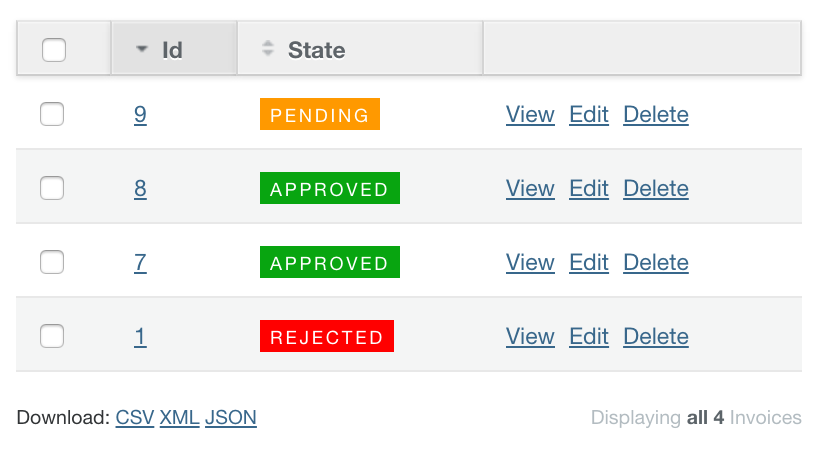 Id State
9 PENDING View Edit Delete
8 APPROVED View Edit Delete
7 APPROVED View Edit Delete
1 REJECTED View Edit Delete
Download: CSV XML JSON Displaying all 4 Invoices